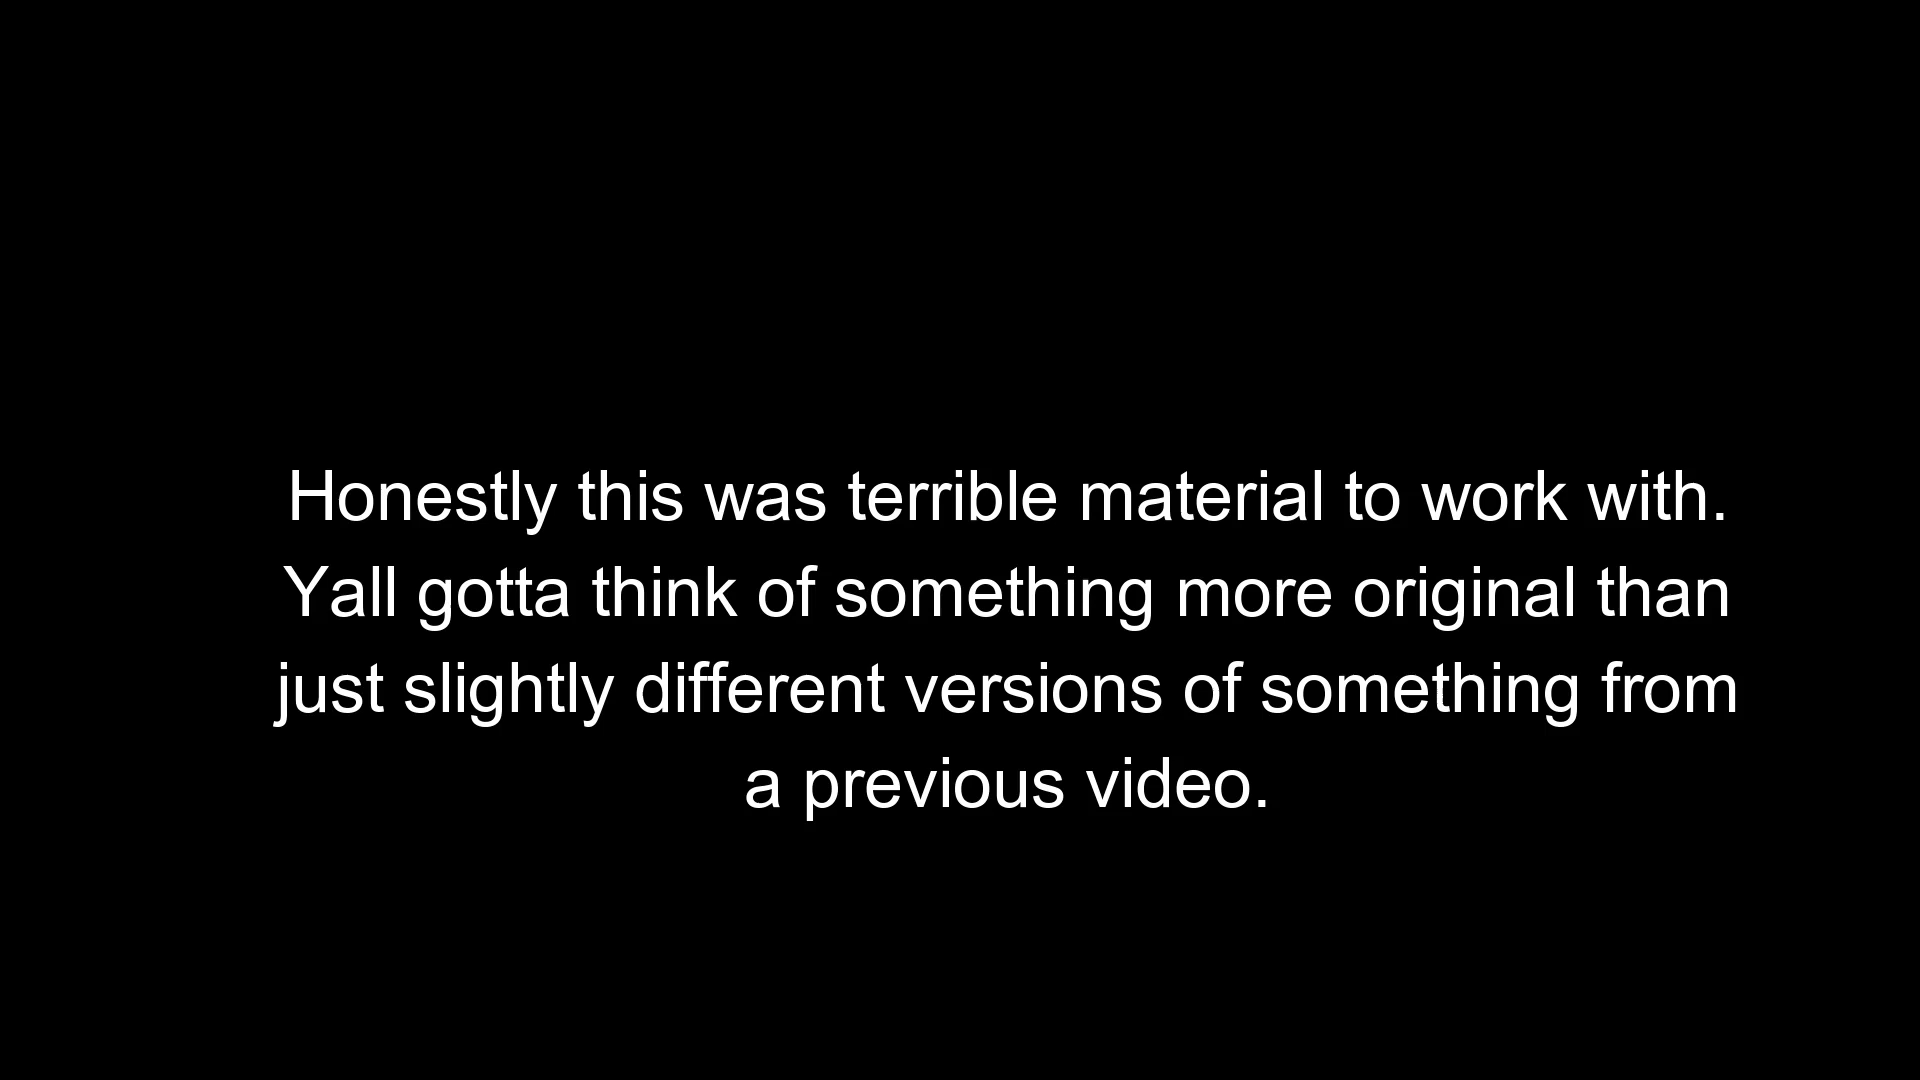 Honestly this was terrible material to work with.
Yall gotta think of something more original than
just slightly different versions of something from
a previous video.